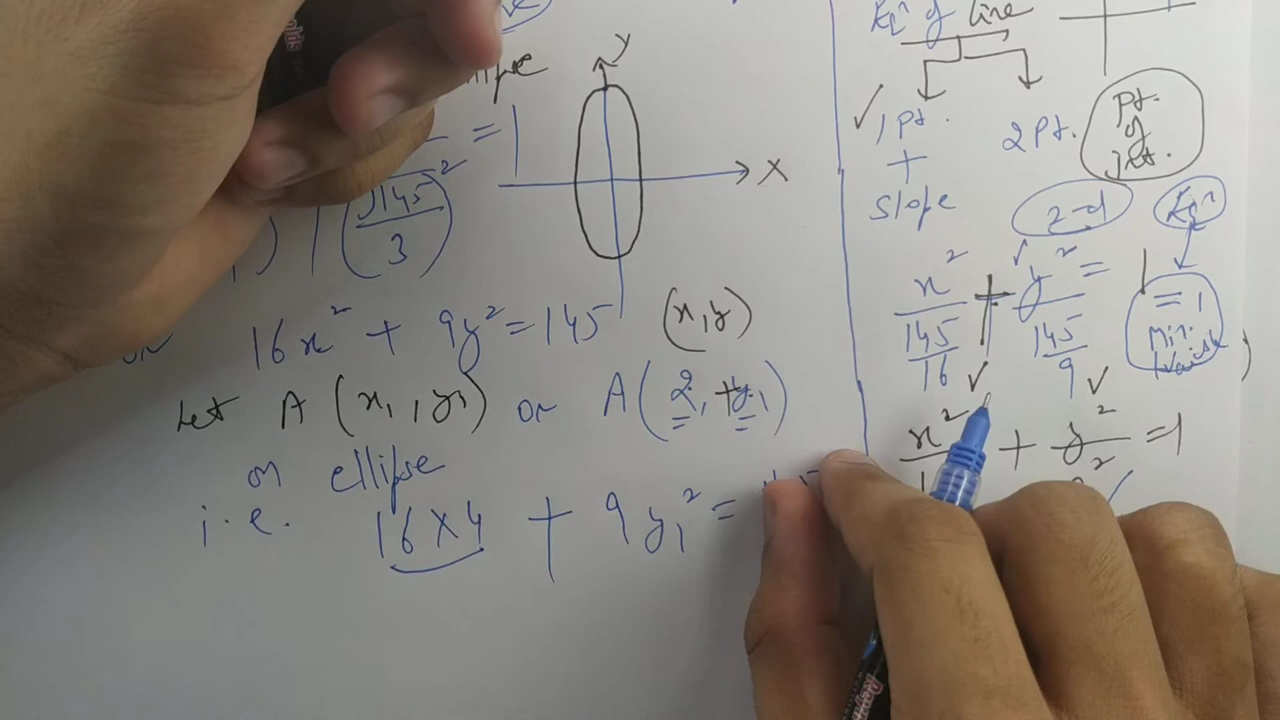 Y
= 1
(√145 / 3)²
X
16x² + 9y² = 145 (x, y)
Let A (x₁, y₁) or A (2, +y₁)
on ellipse
i.e. 16 X 4 + 9y₁² =
Eqⁿ of line
1 pt. 2 pt.
+
slope
pt. of int.
2-d Eqⁿ
x² / (145/16) + y² / (145/9) = 1
= 1
x² + y² = 1